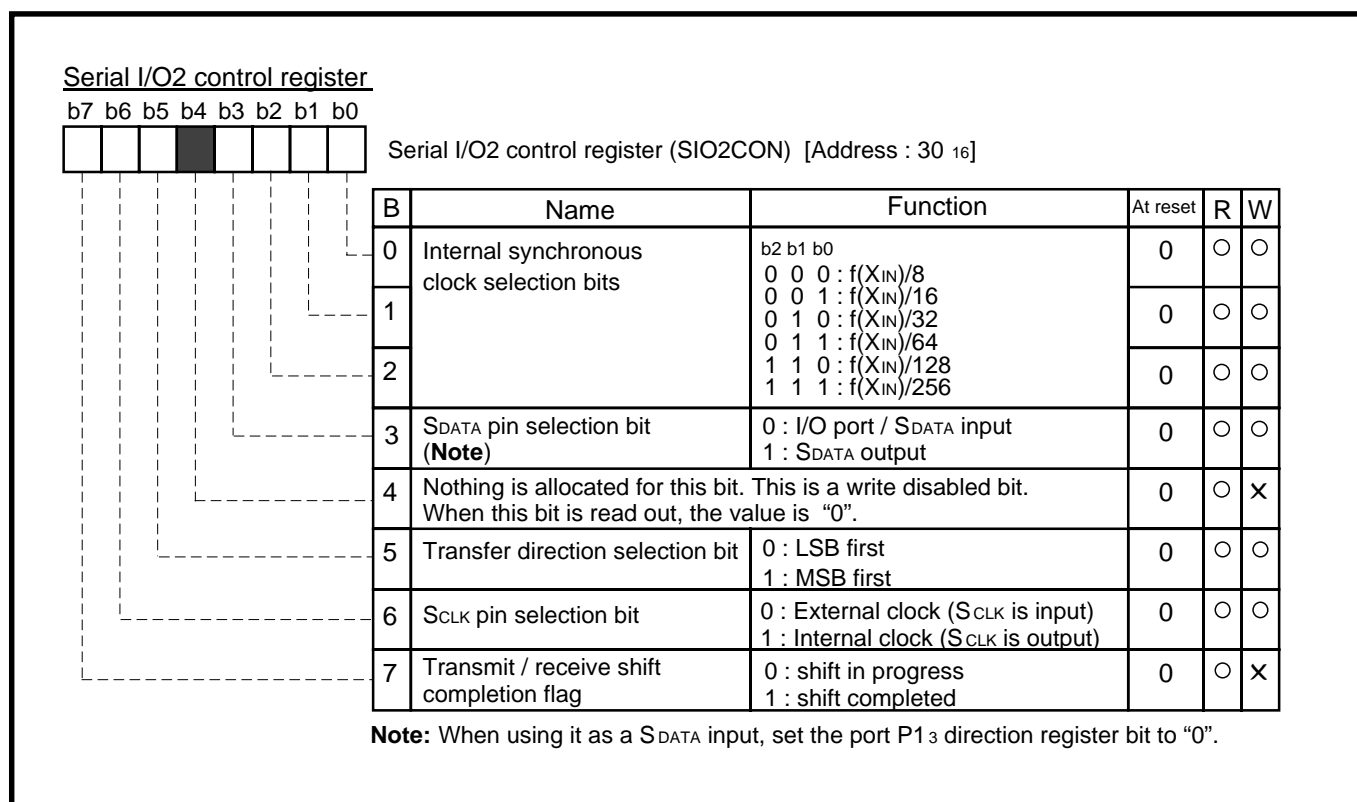 Serial I/O2 control register
b7 b6 b5 b4 b3 b2 b1 b0
Serial I/O2 control register (SIO2CON) [Address : 30 16]
B Name Function At reset R W
0 Internal synchronous clock selection bits b2 b1 b0 0 ○ ○
0 0 0 : f(XIN)/8
0 0 1 : f(XIN)/16
1 0 1 0 : f(XIN)/32 0 ○ ○
0 1 1 : f(XIN)/64
2 1 1 0 : f(XIN)/128 0 ○ ○
1 1 1 : f(XIN)/256
3 SDATA pin selection bit 0 : I/O port / SDATA input 0 ○ ○
(Note) 1 : SDATA output
4 Nothing is allocated for this bit. This is a write disabled bit. 0 ○ ×
When this bit is read out, the value is “0”.
5 Transfer direction selection bit 0 : LSB first 0 ○ ○
1 : MSB first
6 SCLK pin selection bit 0 : External clock (SCLK is input) 0 ○ ○
1 : Internal clock (SCLK is output)
7 Transmit / receive shift 0 : shift in progress 0 ○ ×
completion flag 1 : shift completed
Note: When using it as a SDATA input, set the port P13 direction register bit to “0”.